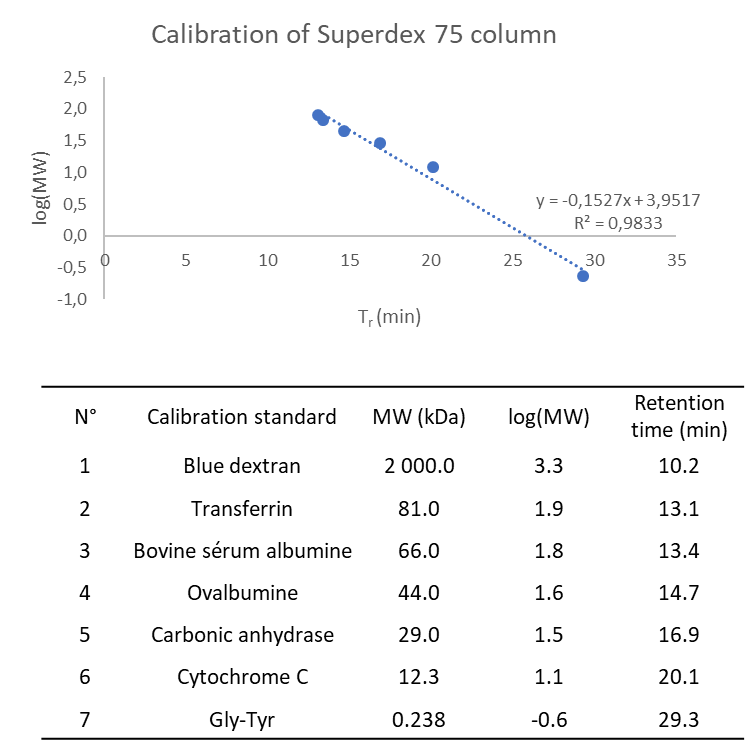 Calibration of Superdex 75 column
2,5
2,0
1,5
1,0
0,5
0,0
-0,5
-1,0
log(MW)
y = -0,1527x + 3,9517
R² = 0,9833
0 5 10 15 20 25 30 35
Tr (min)
N° Calibration standard MW (kDa) log(MW) Retention time (min)
1 Blue dextran 2 000.0 3.3 10.2
2 Transferrin 81.0 1.9 13.1
3 Bovine sérum albumine 66.0 1.8 13.4
4 Ovalbumine 44.0 1.6 14.7
5 Carbonic anhydrase 29.0 1.5 16.9
6 Cytochrome C 12.3 1.1 20.1
7 Gly-Tyr 0.238 -0.6 29.3